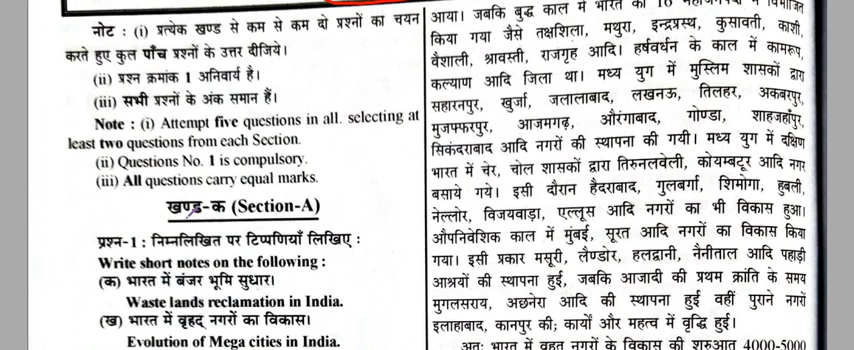 नोट : (i) प्रत्येक खण्ड से कम से कम दो प्रश्नों का चयन
करते हुए कुल पाँच प्रश्नों के उत्तर दीजिये।
(ii) प्रश्न क्रमांक 1 अनिवार्य है।
(iii) सभी प्रश्नों के अंक समान हैं।
Note : (i) Attempt five questions in all. selecting at
least two questions from each Section.
(ii) Questions No. 1 is compulsory.
(iii) All questions carry equal marks.
खण्ड-क (Section-A)
प्रश्न-1 : निम्नलिखित पर टिप्पणियाँ लिखिए :
Write short notes on the following :
(क) भारत में बंजर भूमि सुधार।
Waste lands reclamation in India.
(ख) भारत में वृहद् नगरों का विकास।
Evolution of Mega cities in India.
आया। जबकि बुद्ध काल में भारत को 16 में विभाजित
किया गया जैसे तक्षशिला, मथुरा, इन्द्रप्रस्थ, कुसावती, काशी,
वैशाली, श्रावस्ती, राजगृह आदि। हर्षवर्धन के काल में कामरूप,
कल्याण आदि जिला था। मध्य युग में मुस्लिम शासकों द्वारा
सहारनपुर, खुर्जा, जलालाबाद, लखनऊ, तिलहर, अकबरपुर,
मुजफ्फरपुर, आजमगढ़, औरंगाबाद, गोण्डा, शाहजहाँपुर,
सिकंदराबाद आदि नगरों की स्थापना की गयी। मध्य युग में दक्षिण
भारत में चेर, चोल शासकों द्वारा तिरुनलवेली, कोयम्बटूर आदि नगर
बसाये गये। इसी दौरान हैदराबाद, गुलबर्गा, शिमोगा, हुबली,
नेल्लोर, विजयवाड़ा, एल्लूस आदि नगरों का भी विकास हुआ।
औपनिवेशिक काल में मुंबई, सूरत आदि नगरों का विकास किया
गया। इसी प्रकार मसूरी, लैण्डोर, हलद्वानी, नैनीताल आदि पहाड़ी
आश्रयों की स्थापना हुई, जबकि आजादी की प्रथम क्रांति के समय
मुगलसराय, अछनेरा आदि की स्थापना हुई वहीं पुराने नगरों
इलाहाबाद, कानपुर की; कार्यों और महत्व में वृद्धि हुई।
अतः भारत में वृहत नगरों के विकास की शुरुआत 4000-5000